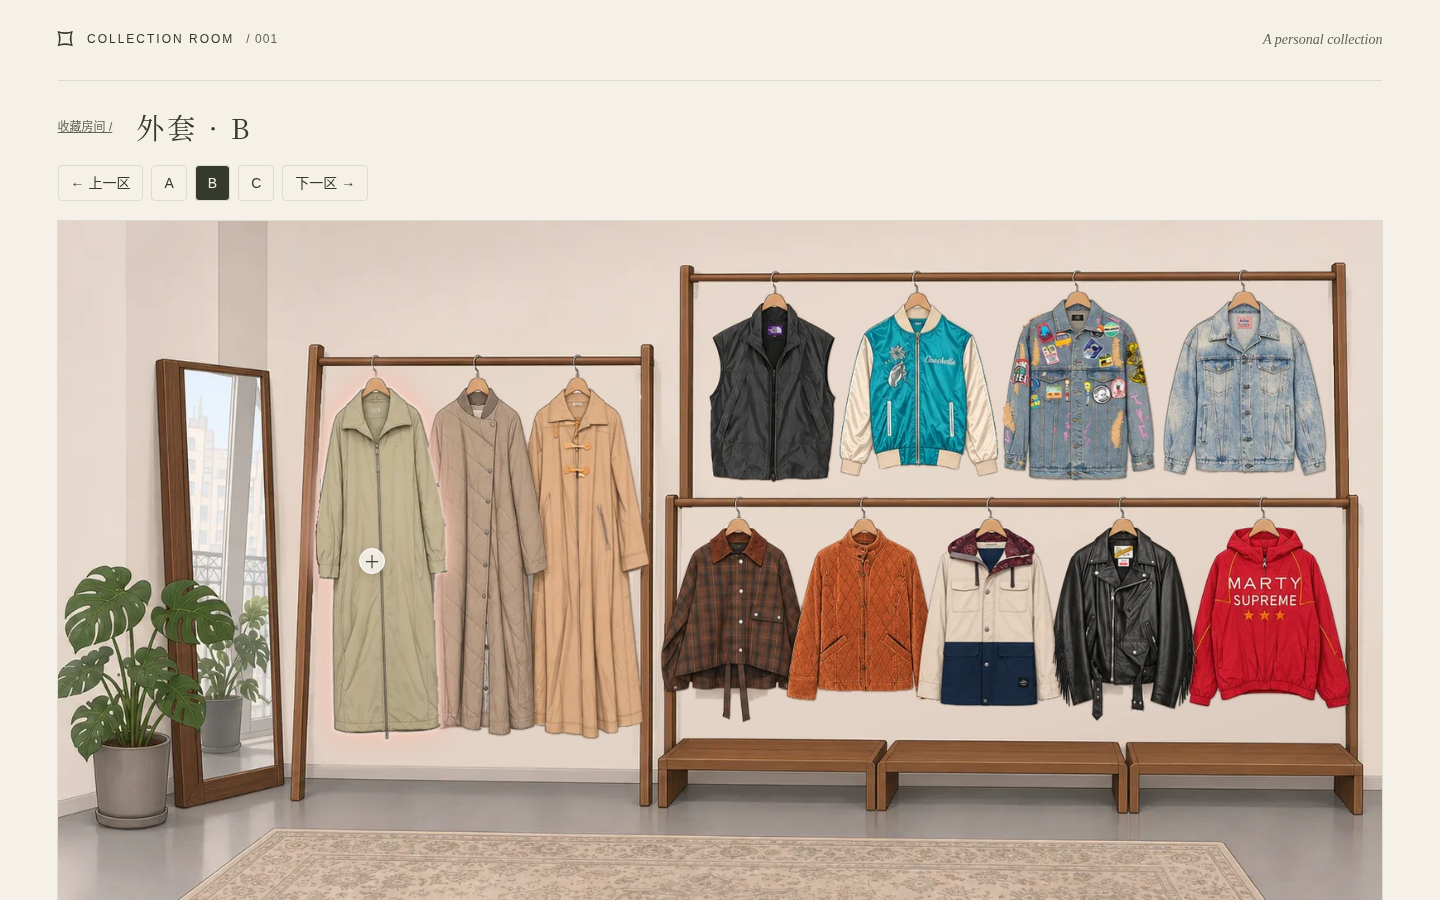 COLLECTION ROOM / 001
A personal collection
收藏房间 / 外套 · B
← 上一区 A B C 下一区 →
Coachella
MARTY
SUPREME